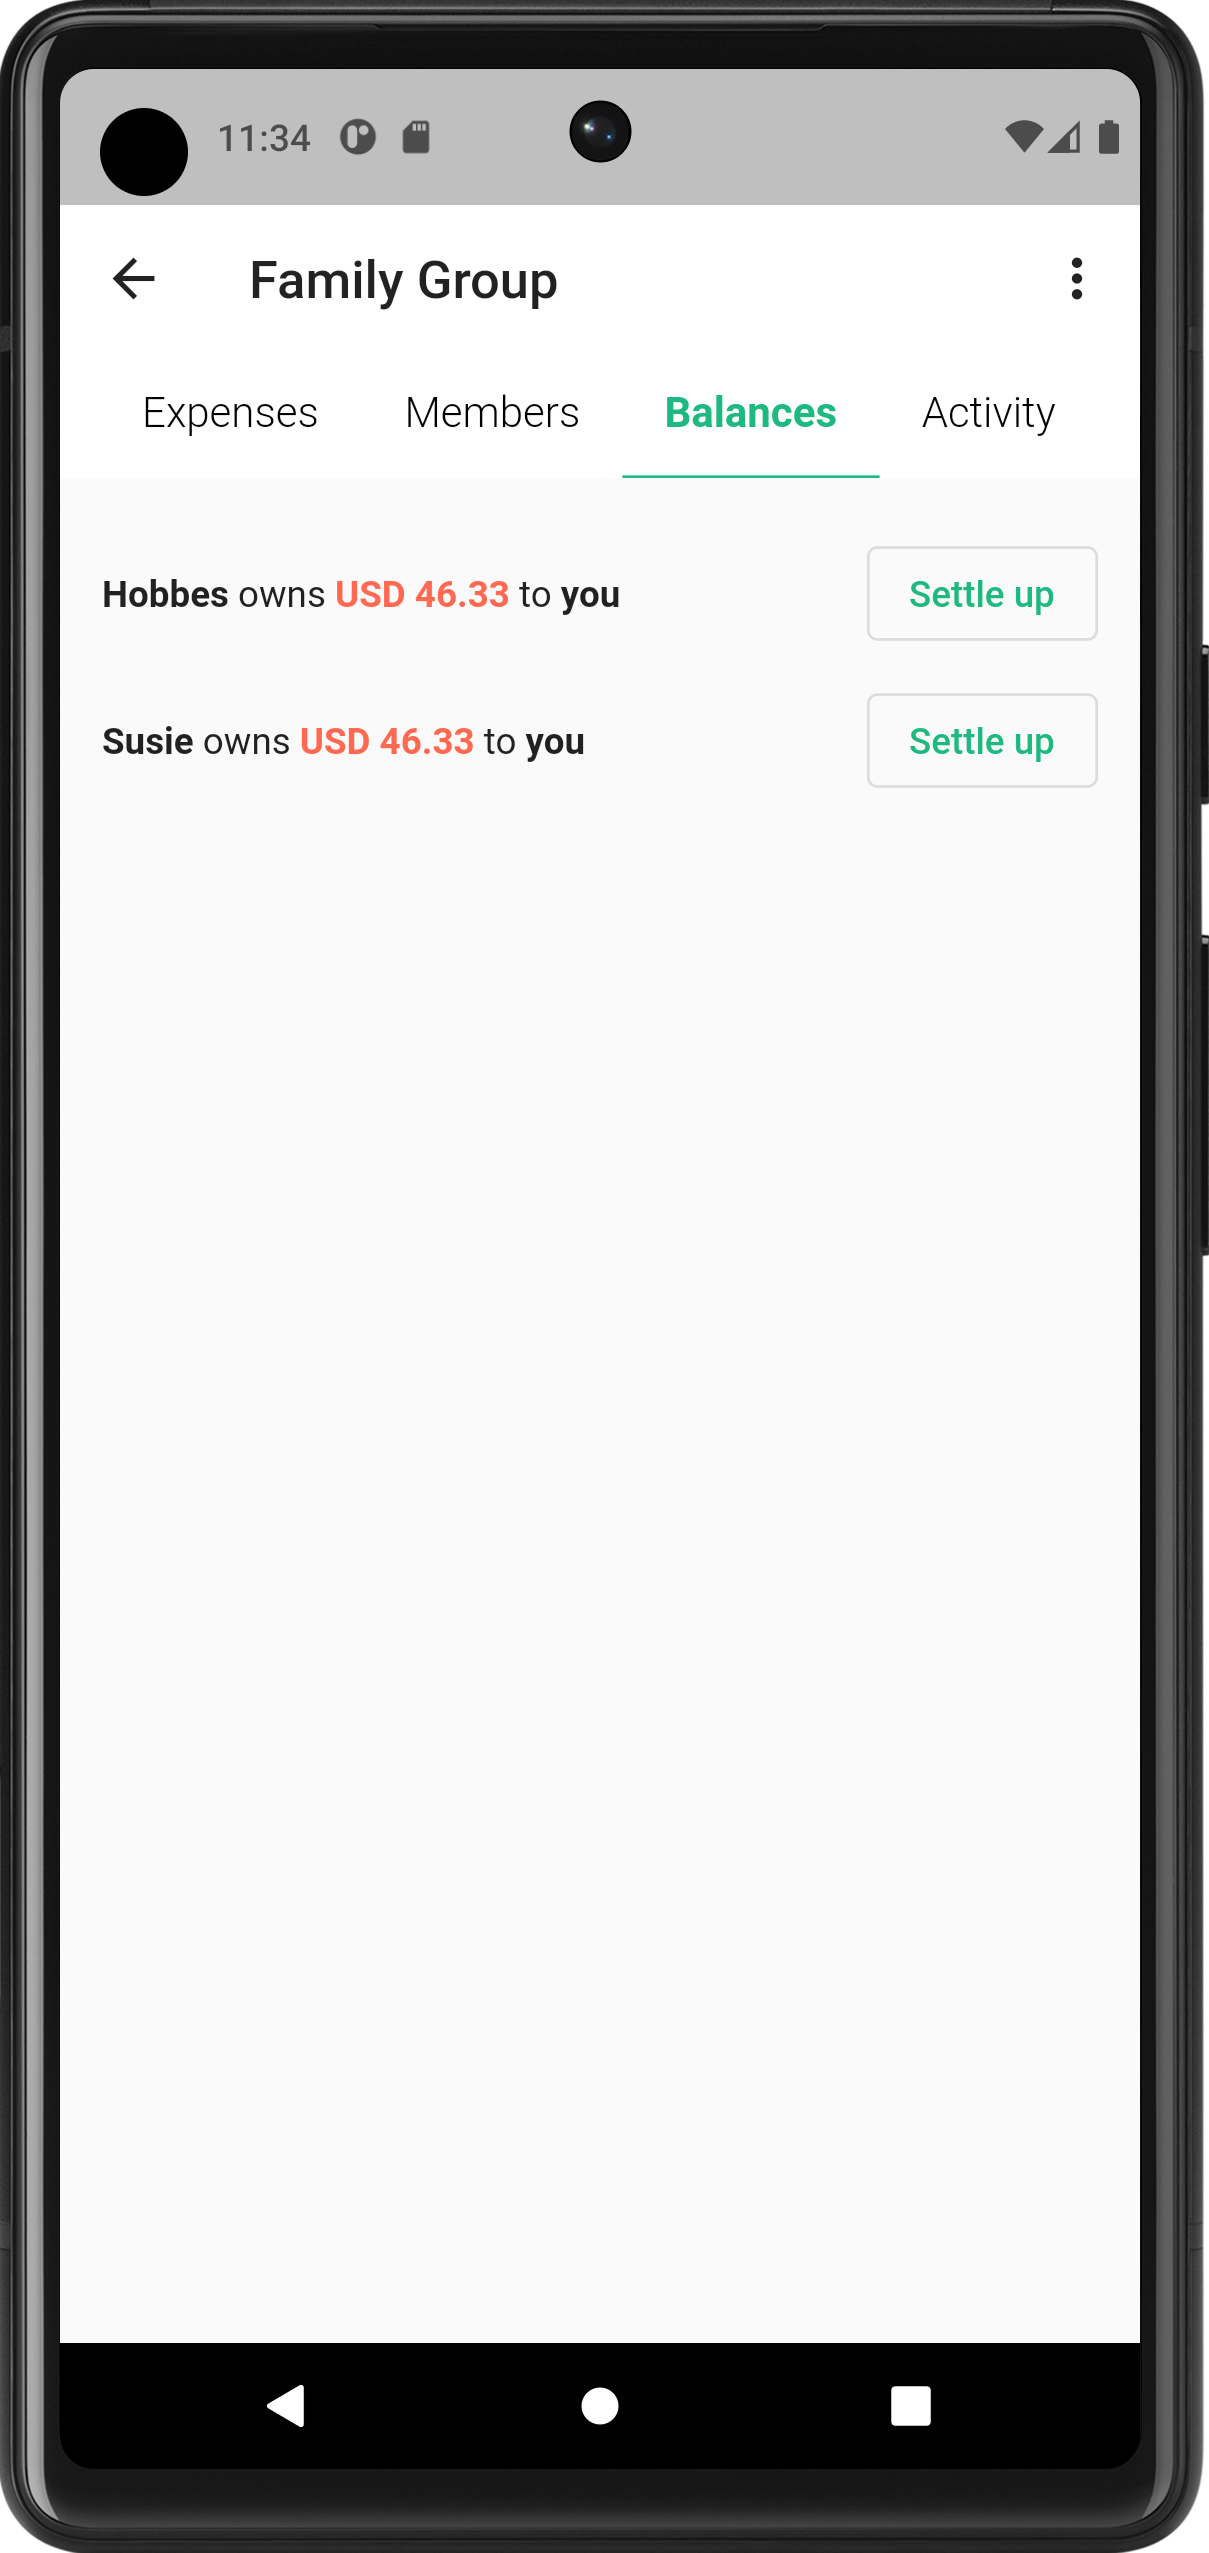 11:34
Family Group
Expenses Members Balances Activity
Hobbes owns USD 46.33 to you Settle up
Susie owns USD 46.33 to you Settle up